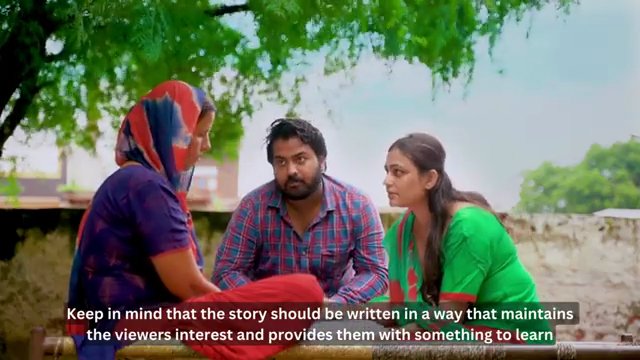 Keep in mind that the story should be written in a way that maintains
the viewers interest and provides them with something to learn